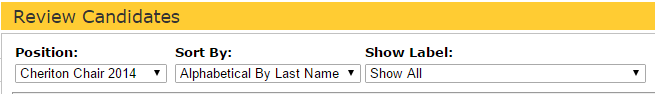 Review Candidates
Position: Sort By: Show Label:
Cheriton Chair 2014 Alphabetical By Last Name Show All